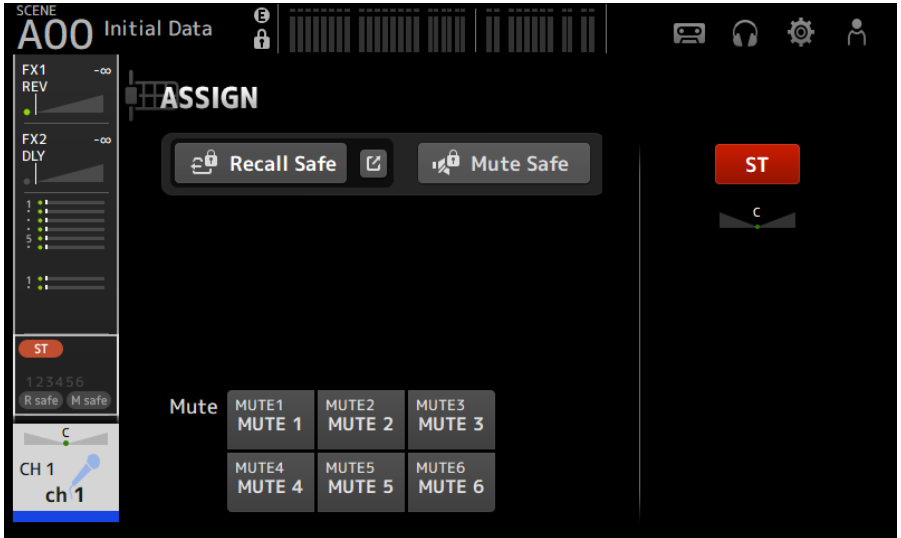 SCENE
A00 Initial Data
E
FX1 -∞
REV
FX2 -∞
DLY
1
5
1
ST
123456
R safe M safe
C
CH 1
ch 1
ASSIGN
Recall Safe
Mute Safe
Mute
MUTE1
MUTE 1
MUTE2
MUTE 2
MUTE3
MUTE 3
MUTE4
MUTE 4
MUTE5
MUTE 5
MUTE6
MUTE 6
ST
C